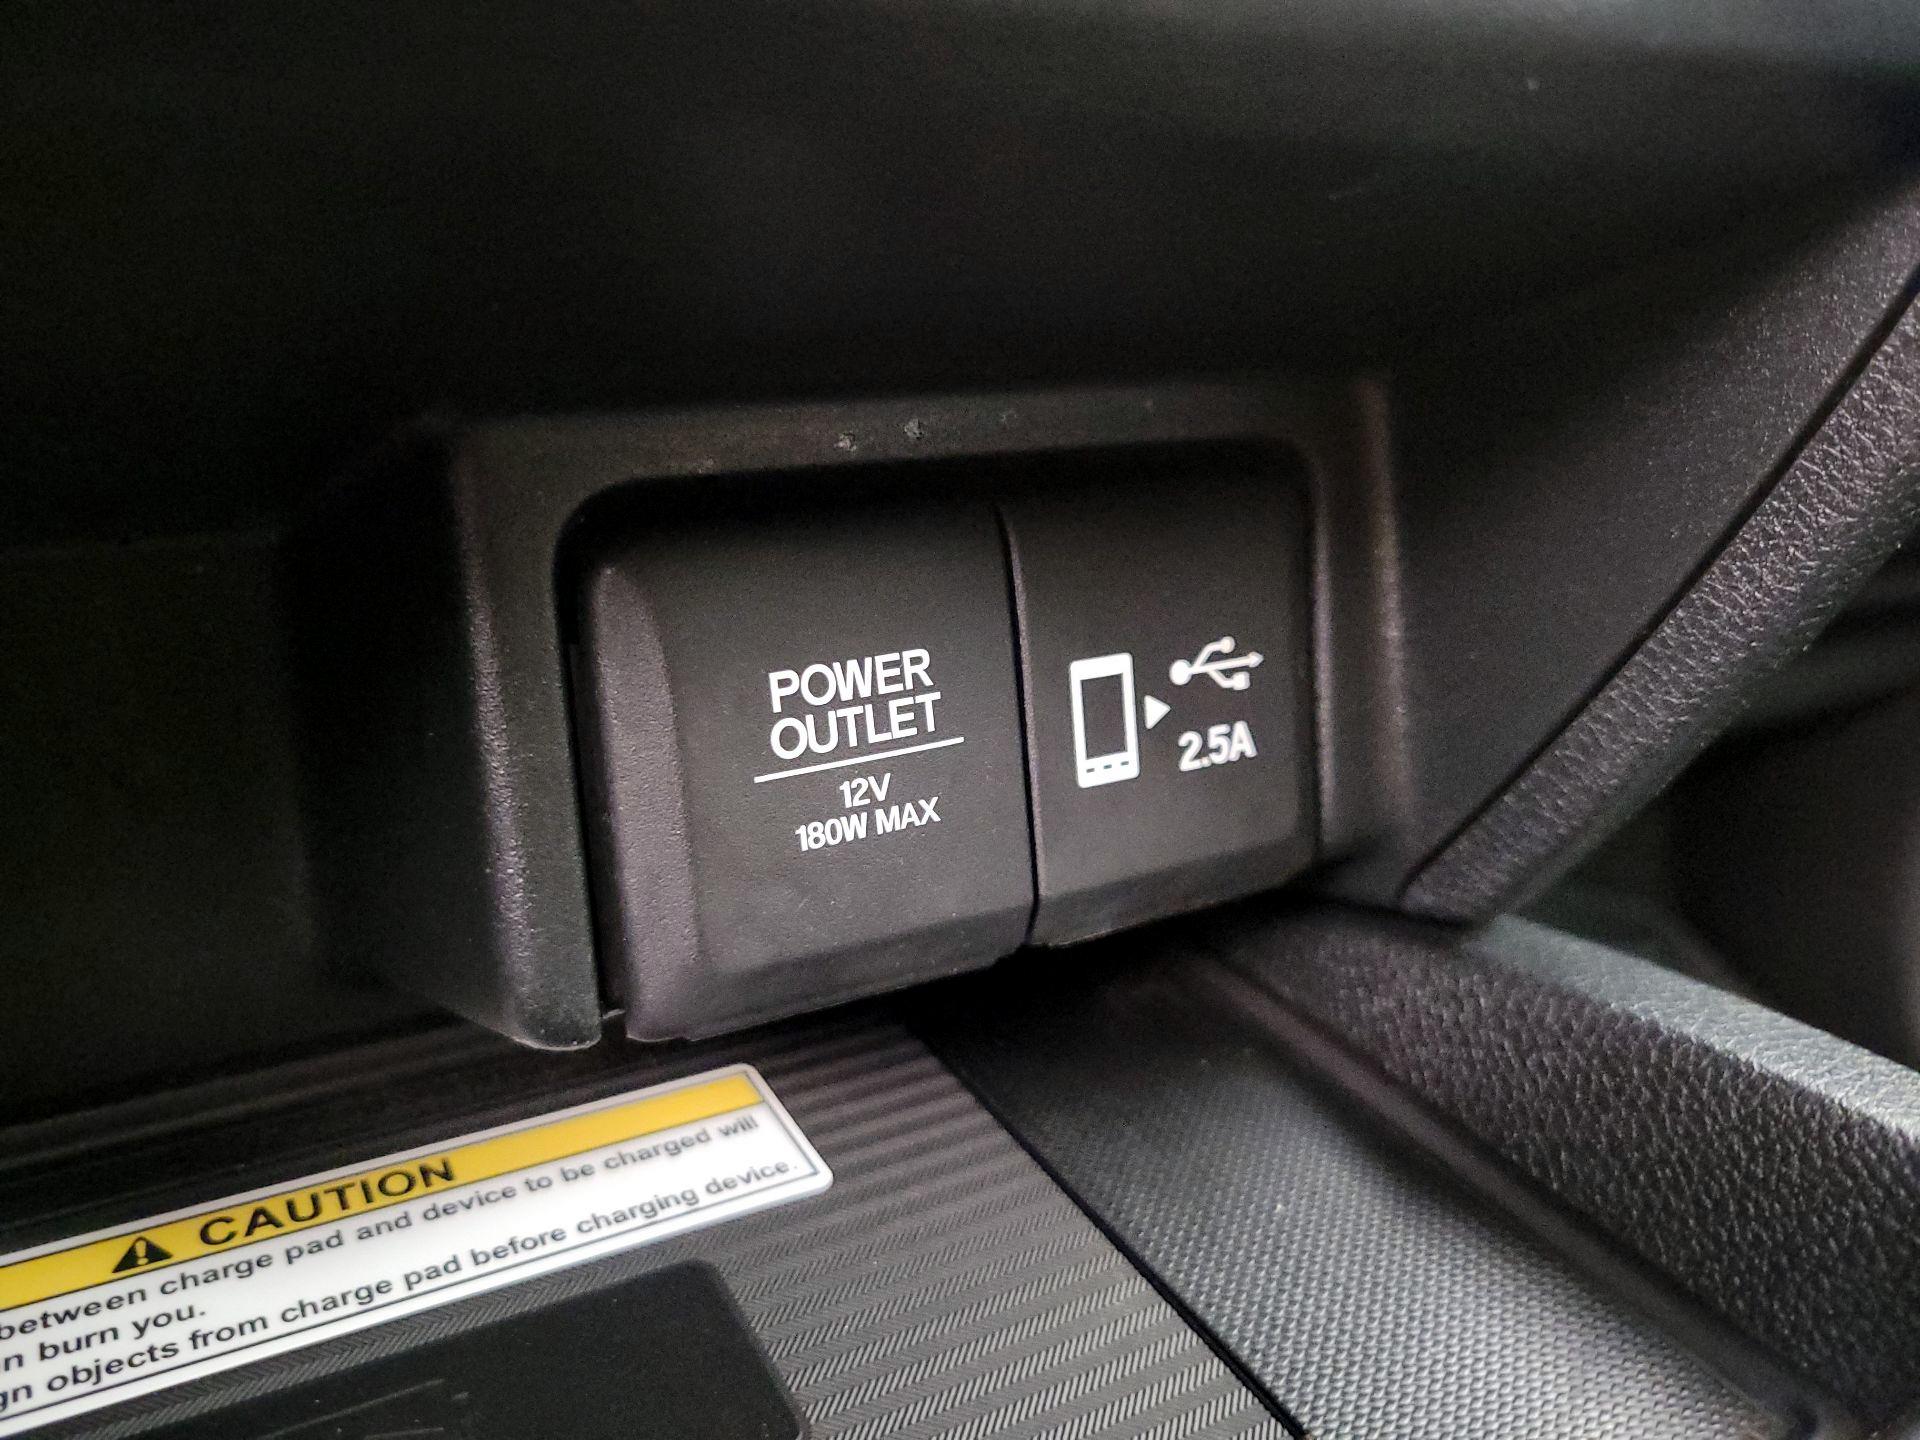 POWER
OUTLET
12V
180W MAX
2.5A
CAUTION
between charge pad and device to be charged will
n burn you.
gn objects from charge pad before charging device.